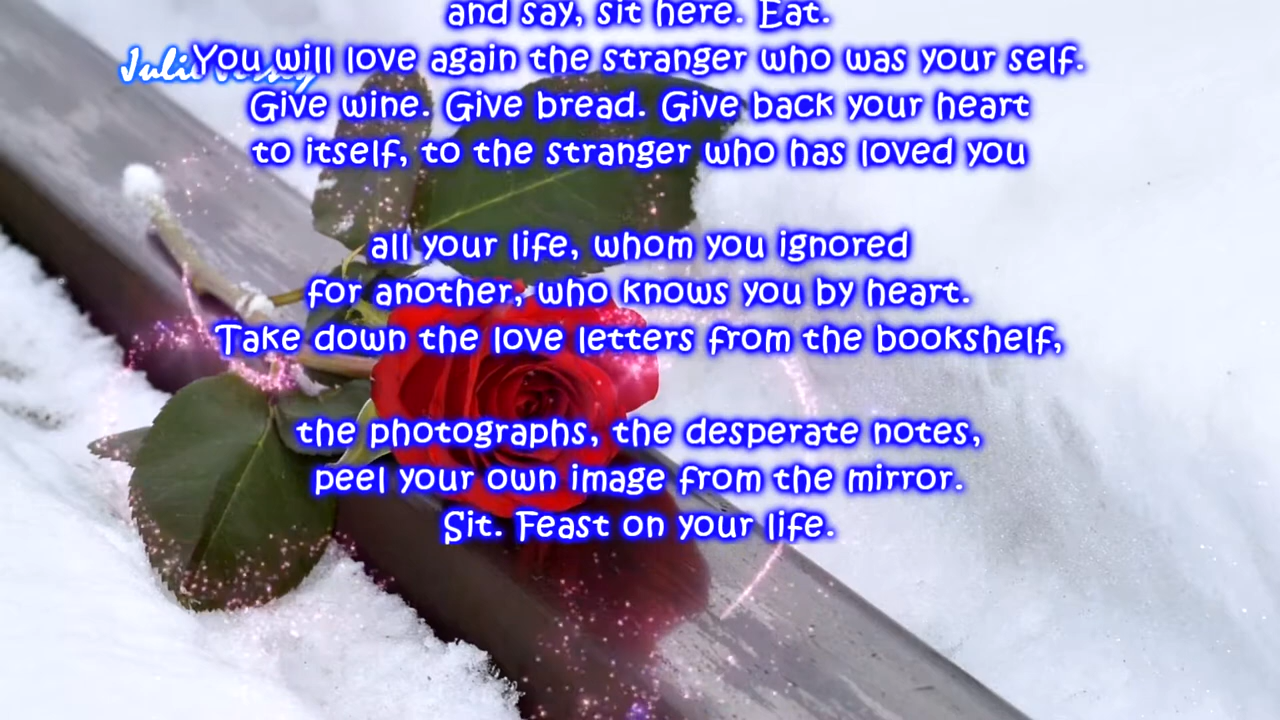 and say, sit here. Eat.
You will love again the stranger who was your self.
Give wine. Give bread. Give back your heart
to itself, to the stranger who has loved you
all your life, whom you ignored
for another, who knows you by heart.
Take down the love letters from the bookshelf,
the photographs, the desperate notes,
peel your own image from the mirror.
Sit. Feast on your life.